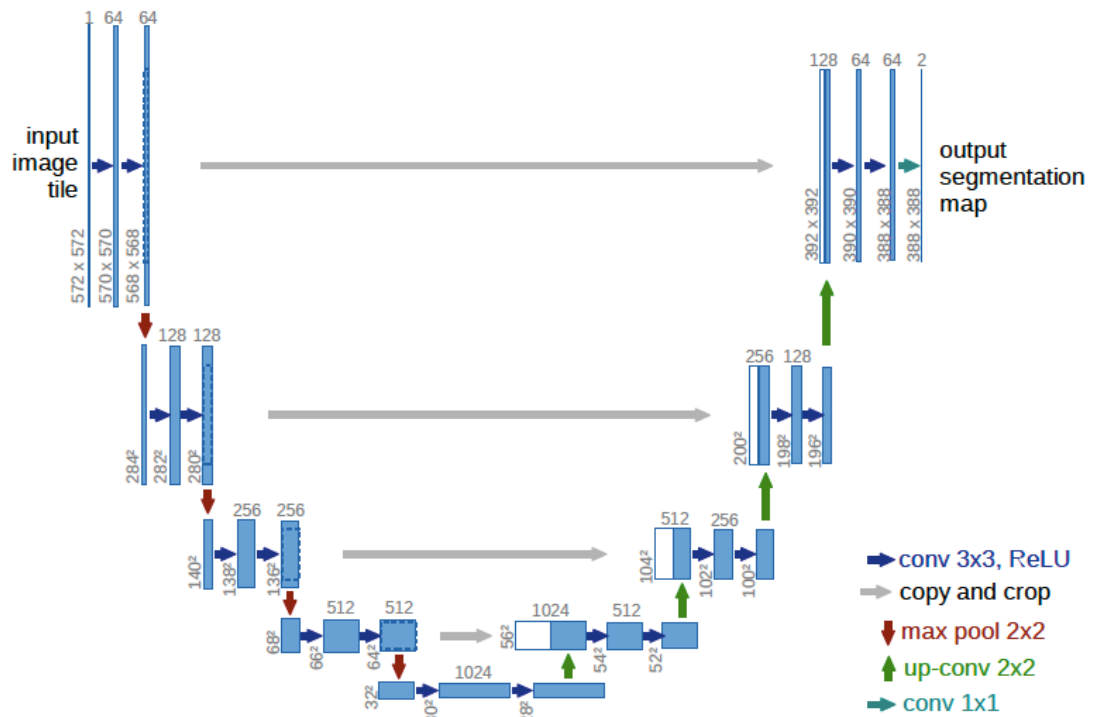 1 64 64
128 64 64 2
input
image
tile
output
segmentation
map
572 x 572
570 x 570
568 x 568
392 x 392
390 x 390
388 x 388
388 x 388
128 128
256 128
284²
282²
280²
200²
198²
196²
256 256
512 256
140²
138²
136²
104²
102²
100²
conv 3x3, ReLU
copy and crop
max pool 2x2
up-conv 2x2
conv 1x1
512 512
1024 512
68²
66²
64²
56²
54²
52²
1024
32²